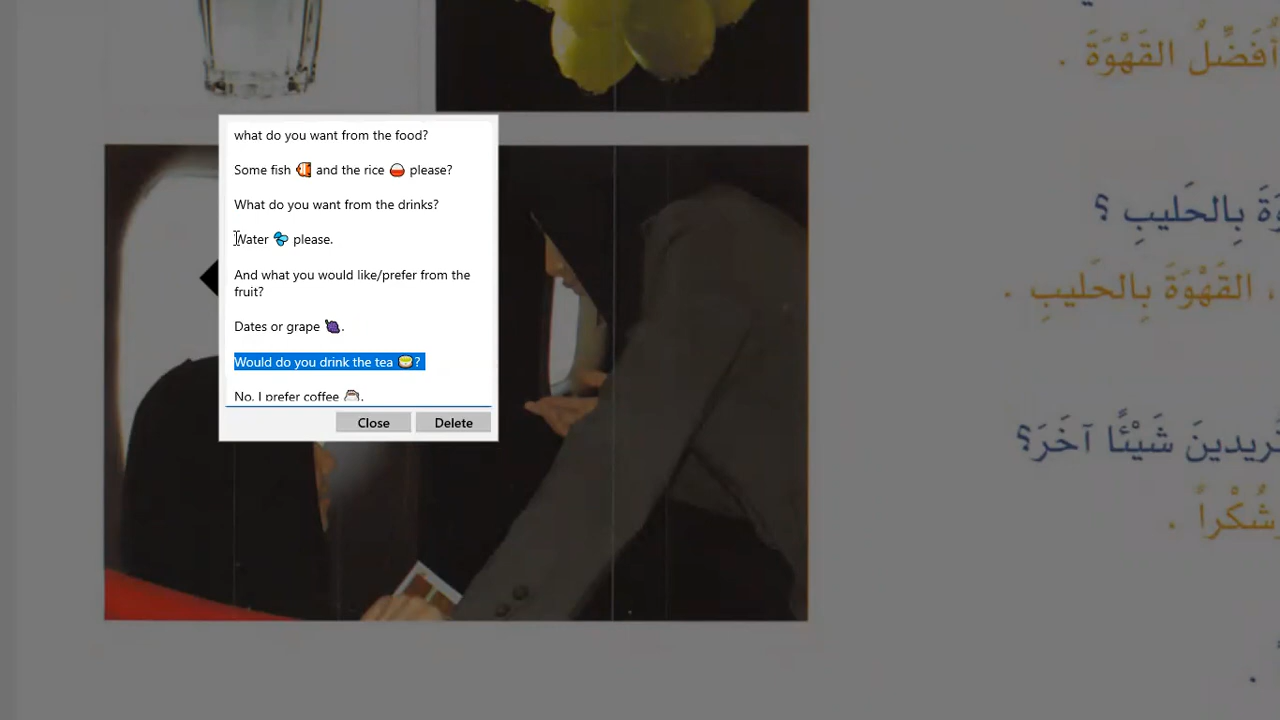 أُفَضِّلُ القَهْوَةَ .
what do you want from the food?
Some fish 🐠 and the rice 🍚 please?
بِالحَليبِ ؟
What do you want from the drinks?
Water 💦 please.
القَهْوَةَ بِالحَليبِ .
And what you would like/prefer from the
fruit?
Dates or grape 🍇.
Would do you drink the tea 🍵?
No, I prefer coffee ☕.
Close
Delete
شَيْئًا آخَرَ؟
شُكْراً .